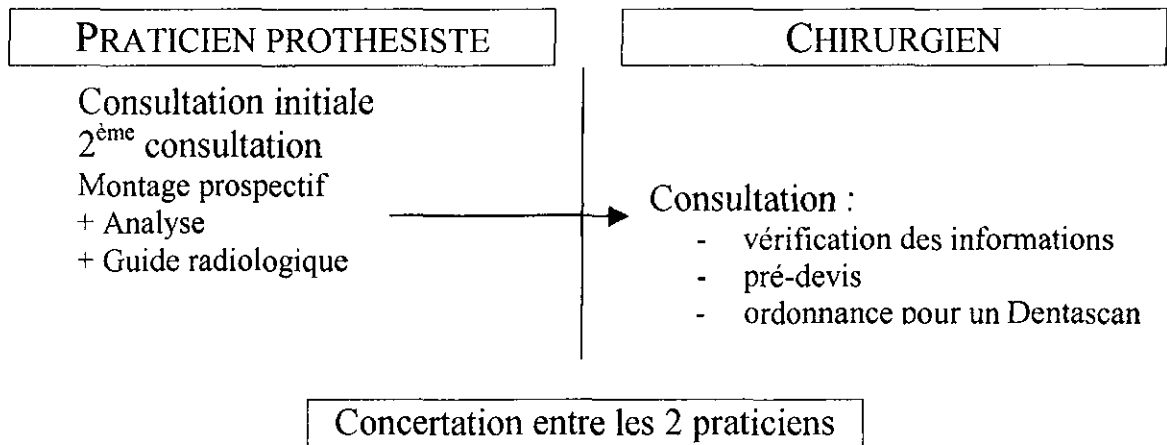 PRATICIEN PROTHESISTE
CHIRURGIEN
Consultation initiale
2ème consultation
Montage prospectif
+ Analyse
+ Guide radiologique
Consultation :
- vérification des informations
- pré-devis
- ordonnance pour un Dentascan
Concertation entre les 2 praticiens